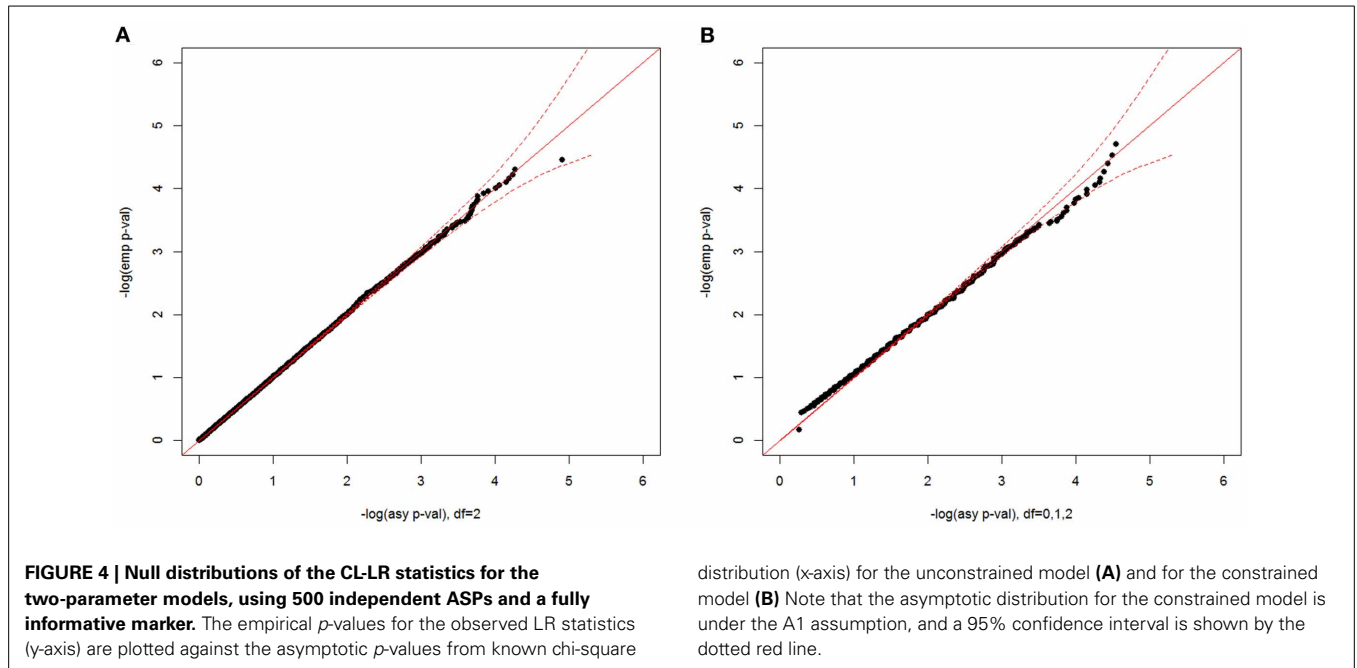 A
6
5
4
3
2
1
0
-log(emp p-val)
0 1 2 3 4 5 6
-log(asy p-val), df=2
B
6
5
4
3
2
1
0
-log(emp p-val)
0 1 2 3 4 5 6
-log(asy p-val), df=0,1,2
FIGURE 4 | Null distributions of the CL-LR statistics for the
two-parameter models, using 500 independent ASPs and a fully
informative marker. The empirical p-values for the observed LR statistics
(y-axis) are plotted against the asymptotic p-values from known chi-square
distribution (x-axis) for the unconstrained model (A) and for the constrained
model (B) Note that the asymptotic distribution for the constrained model is
under the A1 assumption, and a 95% confidence interval is shown by the
dotted red line.